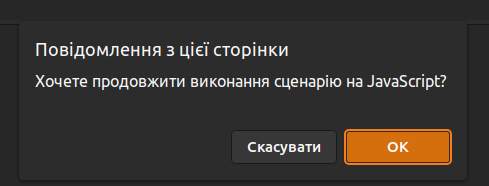 Повідомлення з цієї сторінки
Хочете продовжити виконання сценарію на JavaScript?
Скасувати
OK